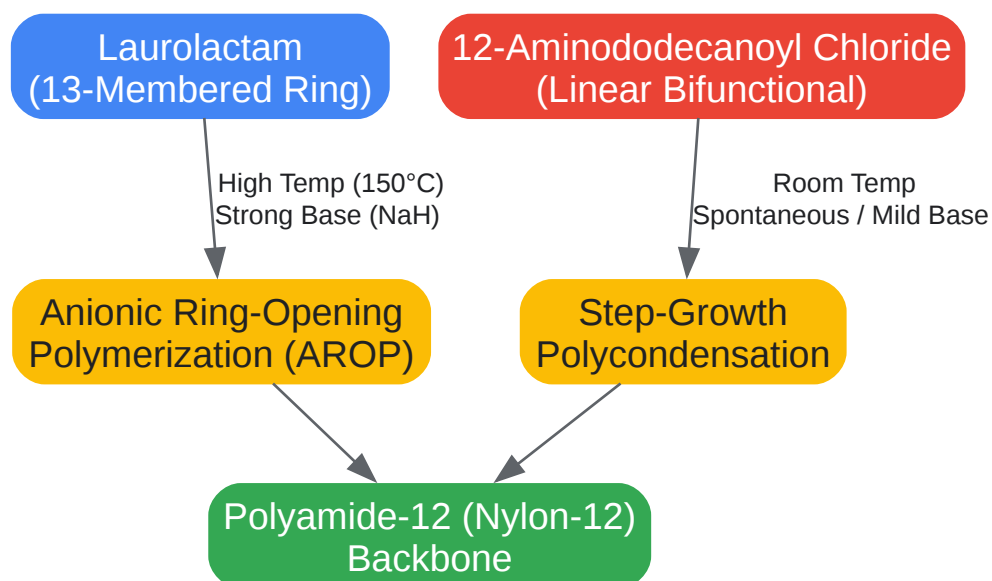 Laurolactam
(13-Membered Ring)
12-Aminododecanoyl Chloride
(Linear Bifunctional)
High Temp (150°C)
Strong Base (NaH)
Room Temp
Spontaneous / Mild Base
Anionic Ring-Opening
Polymerization (AROP)
Step-Growth
Polycondensation
Polyamide-12 (Nylon-12)
Backbone